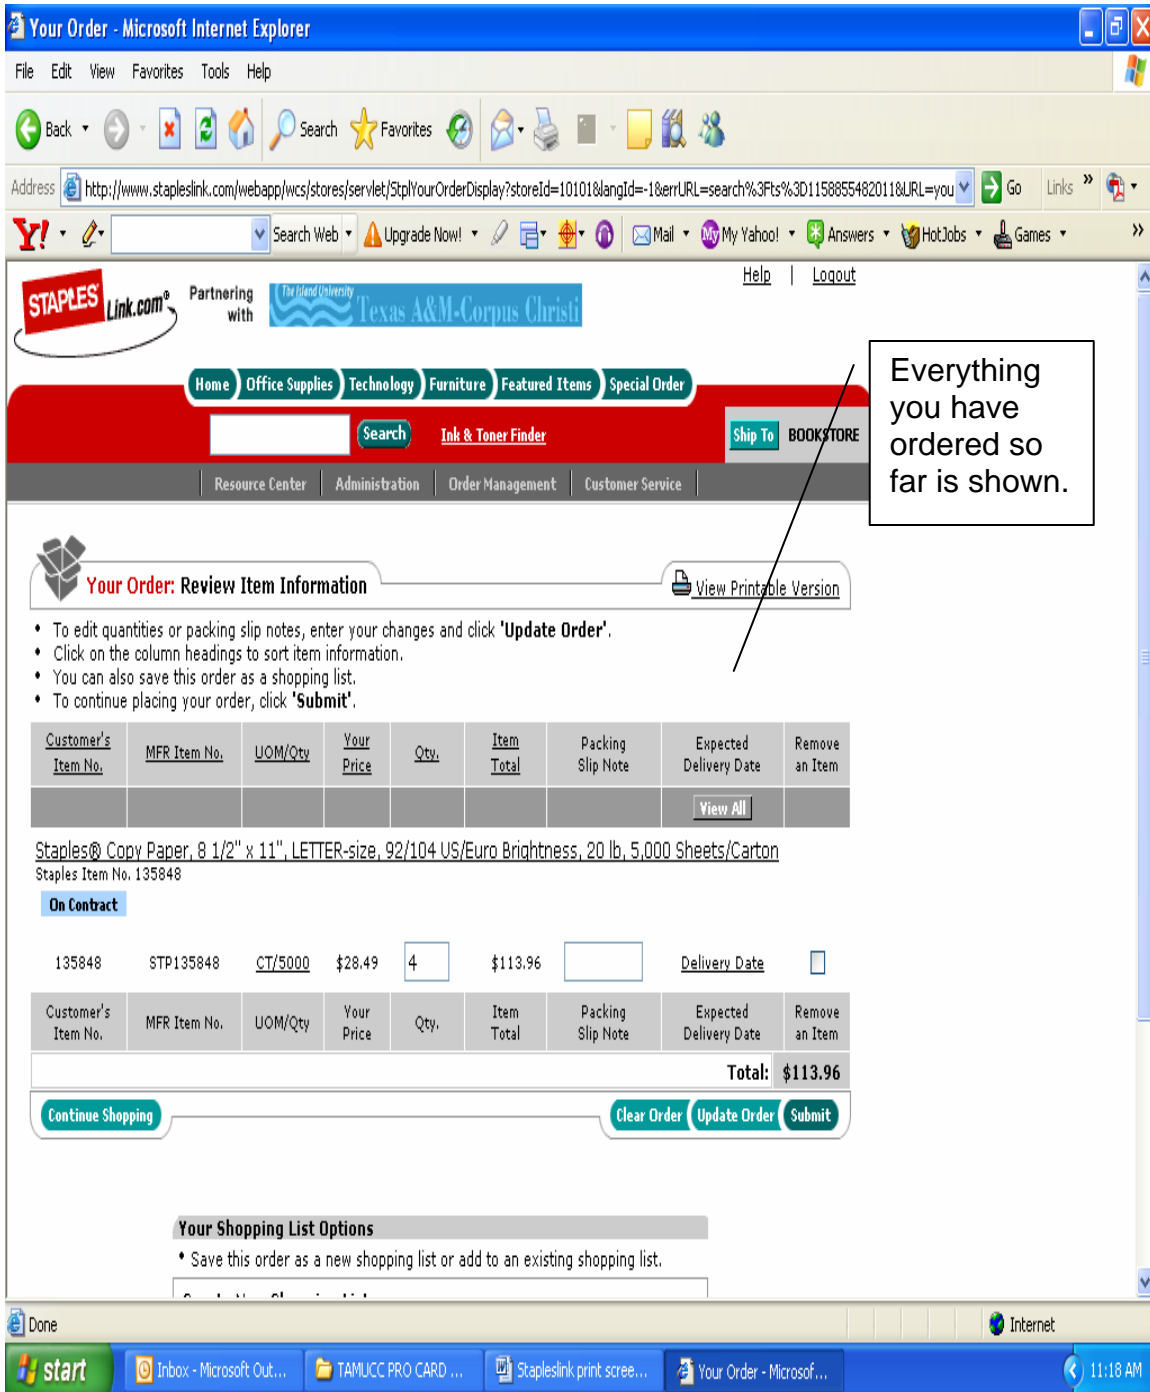 Your Order - Microsoft Internet Explorer
File Edit View Favorites Tools Help
Back Search Favorites
Address http://www.stapleslink.com/webapp/wcs/stores/servlet/StplYourOrderDisplay?storeId=10101&langId=-1&errURL=search%3Fts%3D1158855482011&URL=you Go Links »
Y! Search Web Upgrade Now! Mail My My Yahoo! Answers HotJobs Games »
Help | Logout
STAPLES Link.com® Partnering with The Island University Texas A&M-Corpus Christi
Everything
you have
ordered so
far is shown.
Home Office Supplies Technology Furniture Featured Items Special Order
Search Ink & Toner Finder Ship To BOOKSTORE
Resource Center Administration Order Management Customer Service
Your Order: Review Item Information View Printable Version
• To edit quantities or packing slip notes, enter your changes and click 'Update Order'.
• Click on the column headings to sort item information.
• You can also save this order as a shopping list.
• To continue placing your order, click 'Submit'.
Customer's Item No. MFR Item No. UOM/Qty Your Price Qty. Item Total Packing Slip Note Expected Delivery Date Remove an Item
View All
Staples® Copy Paper, 8 1/2" x 11", LETTER-size, 92/104 US/Euro Brightness, 20 lb, 5,000 Sheets/Carton
Staples Item No. 135848
On Contract
135848 STP135848 CT/5000 $28.49 4 $113.96 Delivery Date
Customer's Item No. MFR Item No. UOM/Qty Your Price Qty. Item Total Packing Slip Note Expected Delivery Date Remove an Item
Total: $113.96
Continue Shopping Clear Order Update Order Submit
Your Shopping List Options
• Save this order as a new shopping list or add to an existing shopping list.
Done Internet
start Inbox - Microsoft Out... TAMUCC PRO CARD ... Stapleslink print scree... Your Order - Microsof... 11:18 AM